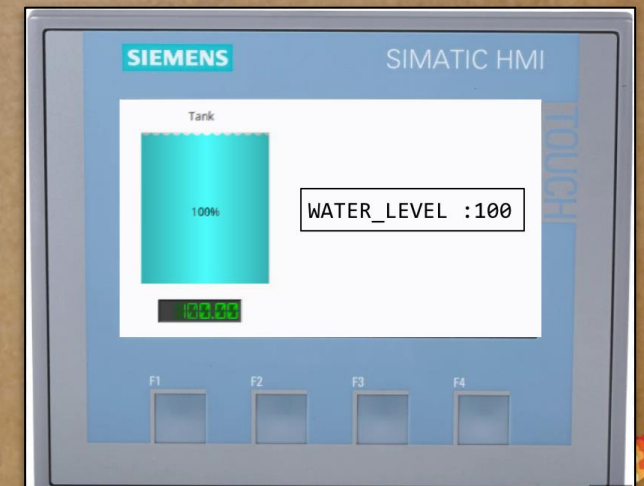 SIEMENS
SIMATIC HMI
TOUCH
Tank
100%
WATER_LEVEL :100
100.00
F1
F2
F3
F4